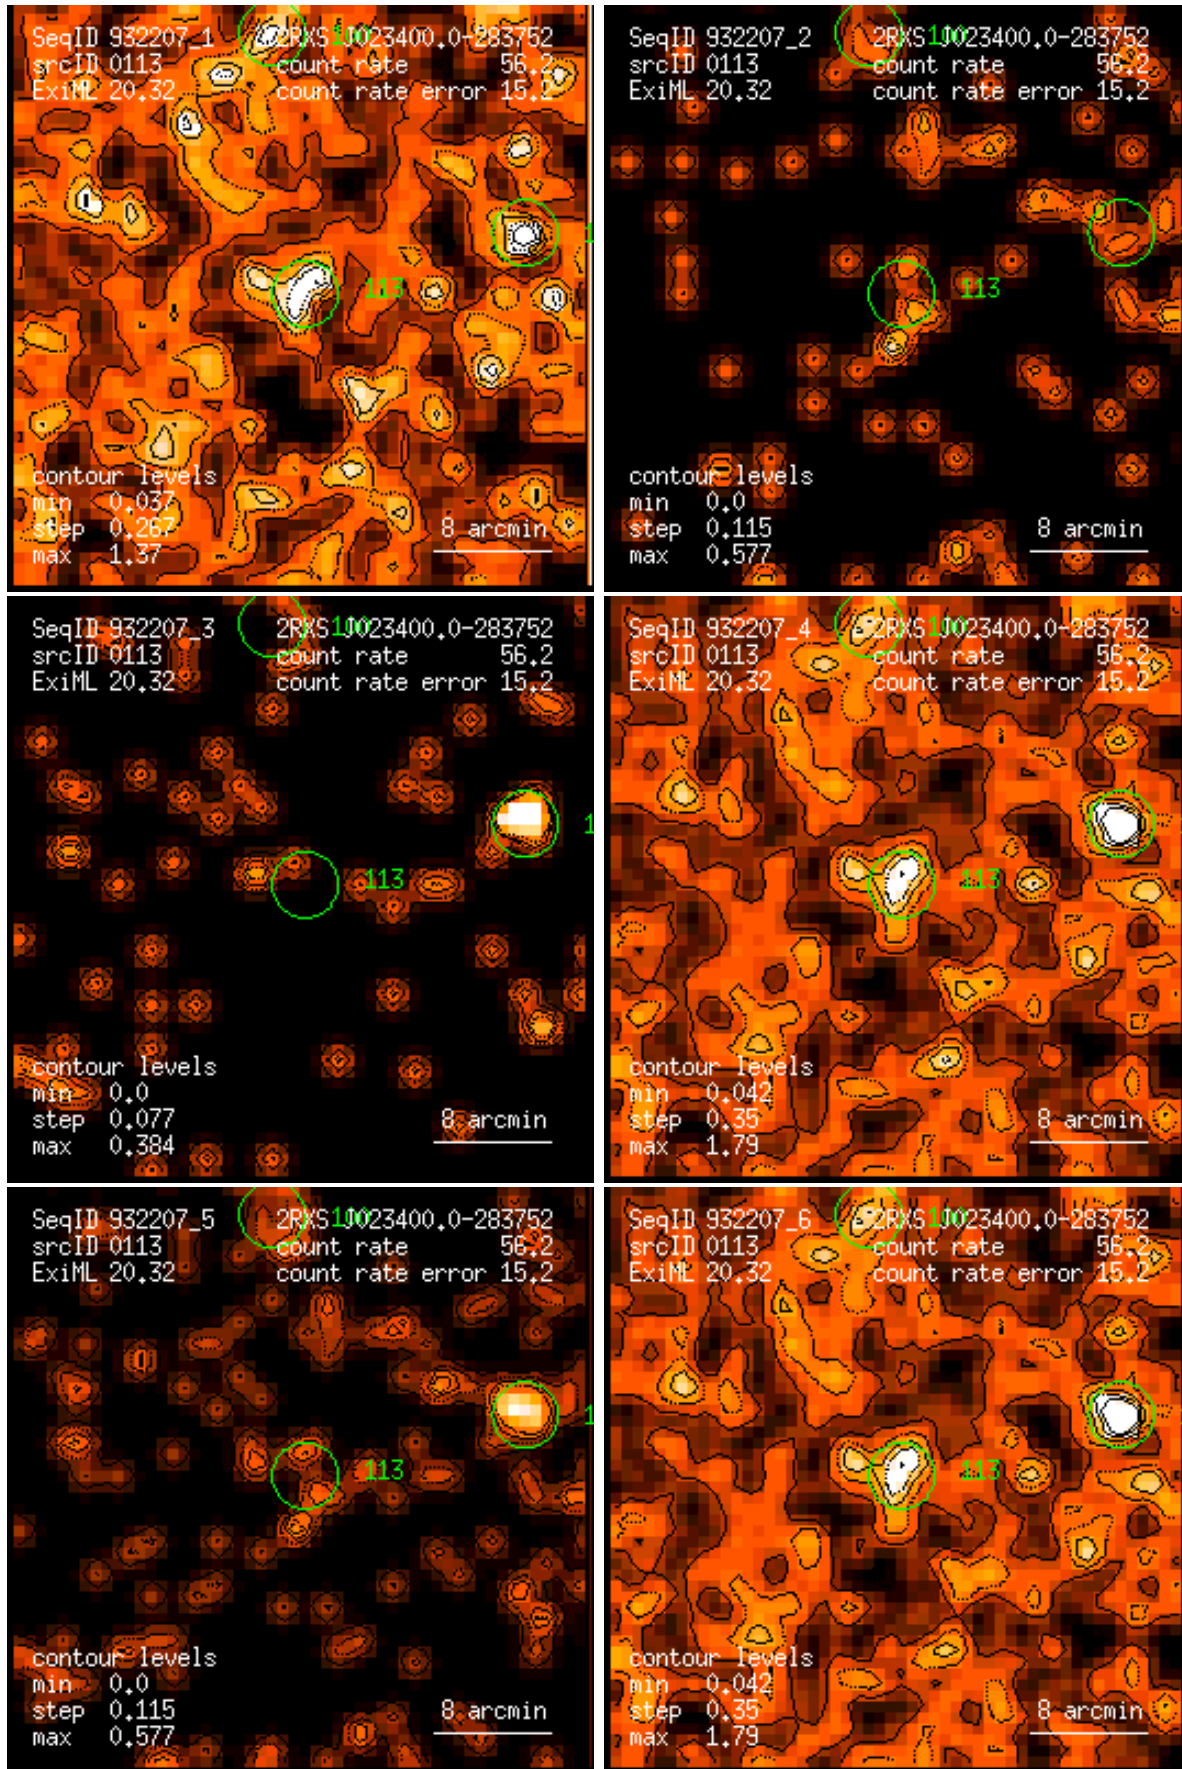 SeqID 932207_1 2RXS J023400.0-283752
srcID 0113 count rate 56.2
ExiML 20.32 count rate error 15.2
113
contour levels
min 0.037
step 0.267
max 1.37
8 arcmin
SeqID 932207_2 2RXS J023400.0-283752
srcID 0113 count rate 56.2
ExiML 20.32 count rate error 15.2
113
contour levels
min 0.0
step 0.115
max 0.577
8 arcmin
SeqID 932207_3 2RXS J023400.0-283752
srcID 0113 count rate 56.2
ExiML 20.32 count rate error 15.2
113
contour levels
min 0.0
step 0.077
max 0.384
8 arcmin
SeqID 932207_4 2RXS J023400.0-283752
srcID 0113 count rate 56.2
ExiML 20.32 count rate error 15.2
113
contour levels
min 0.042
step 0.35
max 1.79
8 arcmin
SeqID 932207_5 2RXS J023400.0-283752
srcID 0113 count rate 56.2
ExiML 20.32 count rate error 15.2
113
contour levels
min 0.0
step 0.115
max 0.577
8 arcmin
SeqID 932207_6 2RXS J023400.0-283752
srcID 0113 count rate 56.2
ExiML 20.32 count rate error 15.2
113
contour levels
min 0.042
step 0.35
max 1.79
8 arcmin